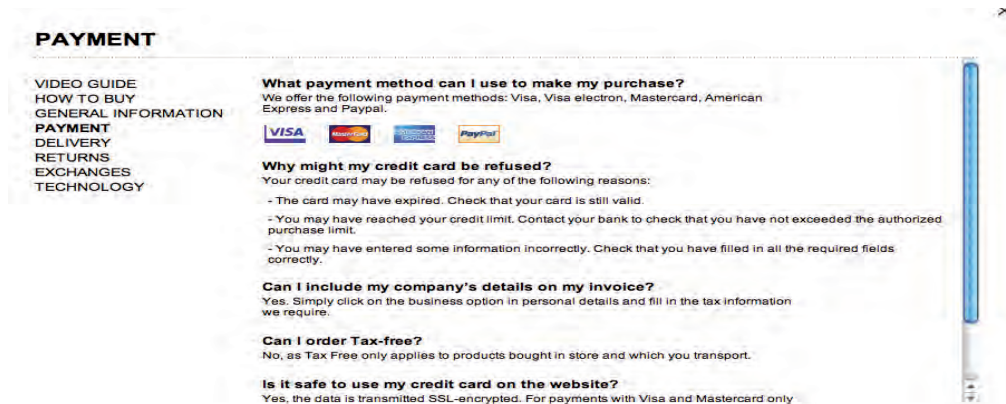 PAYMENT
VIDEO GUIDE
HOW TO BUY
GENERAL INFORMATION
PAYMENT
DELIVERY
RETURNS
EXCHANGES
TECHNOLOGY
What payment method can I use to make my purchase?
We offer the following payment methods: Visa, Visa electron, Mastercard, American
Express and Paypal.
VISA MasterCard AMERICAN EXPRESS PayPal
Why might my credit card be refused?
Your credit card may be refused for any of the following reasons:
- The card may have expired. Check that your card is still valid.
- You may have reached your credit limit. Contact your bank to check that you have not exceeded the authorized
purchase limit.
- You may have entered some information incorrectly. Check that you have filled in all the required fields
correctly.
Can I include my company's details on my invoice?
Yes. Simply click on the business option in personal details and fill in the tax information
we require.
Can I order Tax-free?
No, as Tax Free only applies to products bought in store and which you transport.
Is it safe to use my credit card on the website?
Yes, the data is transmitted SSL-encrypted. For payments with Visa and Mastercard only